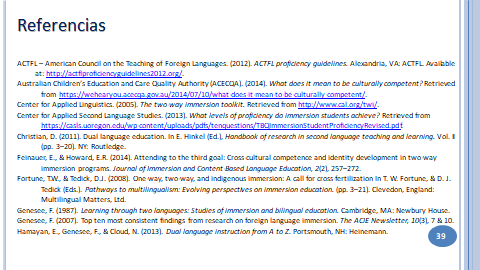 Referencias
ACTFL – American Council on the Teaching of Foreign Languages. (2012). ACTFL proficiency guidelines. Alexandria, VA: ACTFL. Available
at: http://actflproficiencyguidelines2012.org/.
Australian Children's Education and Care Quality Authority (ACECQA). (2014). What does it mean to be culturally competent? Retrieved
from https://wehearyou.acecqa.gov.au/2014/07/10/what does it mean to be culturally competent/.
Center for Applied Linguistics. (2005). The two way immersion toolkit. Retrieved from http://www.cal.org/twi/.
Center for Applied Second Language Studies. (2013). What levels of proficiency do immersion students achieve? Retrieved from
https://casls.uoregon.edu/wp content/uploads/pdfs/tenquestions/TBQImmersionStudentProficiencyRevised.pdf.
Christian, D. (2011). Dual language education. In E. Hinkel (Ed.), Handbook of research in second language teaching and learning. Vol. II
(pp. 3–20). NY: Routledge.
Feinauer, E., & Howard, E.R. (2014). Attending to the third goal: Cross cultural competence and identity development in two way
immersion programs. Journal of Immersion and Content Based Language Education, 2(2), 257–272.
Fortune, T.W., & Tedick, D.J. (2008). One way, two way, and indigenous immersion: A call for cross fertilization In T. W. Fortune, & D. J.
Tedick (Eds.). Pathways to multilingualism: Evolving perspectives on immersion education. (pp. 3–21). Clevedon, England:
Multilingual Matters, Ltd.
Genesee, F. (1987). Learning through two languages: Studies of immersion and bilingual education. Cambridge, MA: Newbury House.
Genesee, F. (2007). Top ten most consistent findings from research on foreign language immersion. The ACIE Newsletter, 10(3), 7 & 10.
Hamayan, E., Genesee, F., & Cloud, N. (2013). Dual language instruction from A to Z. Portsmouth, NH: Heinemann.
39